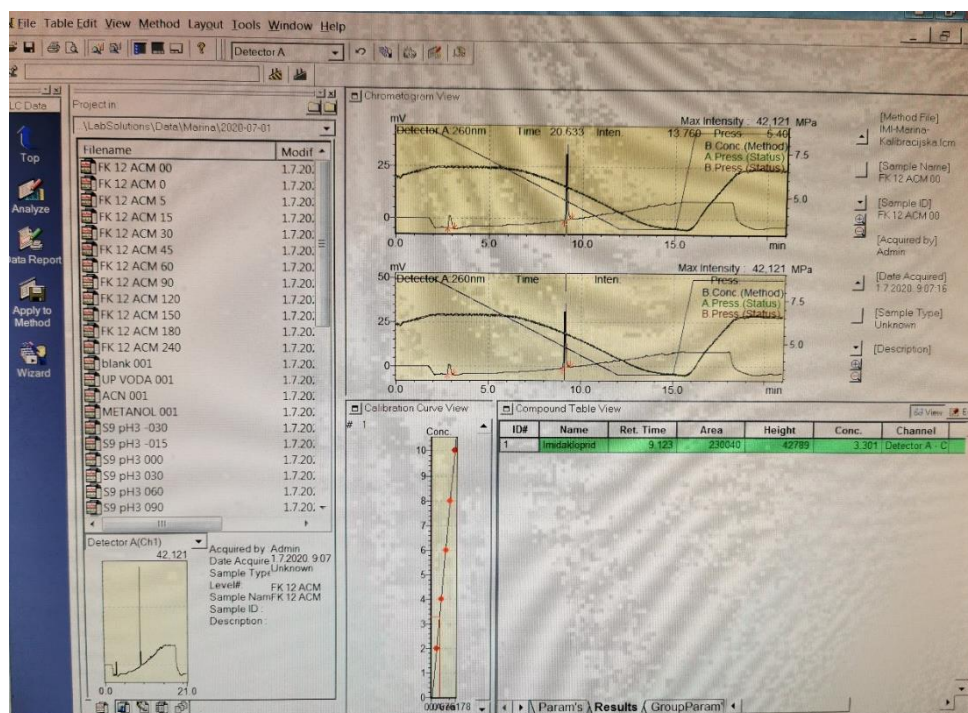 File Table Edit View Method Layout Tools Window Help
Detector A
LC Data
Top
Analyze
Data Report
Apply to
Method
Wizard
Project in
\LabSolutions\Data\Marina\2020-07-01
Filename Modif
FK 12 ACM 00 1.7.20
FK 12 ACM 0 1.7.20
FK 12 ACM 5 1.7.20
FK 12 ACM 15 1.7.20
FK 12 ACM 30 1.7.20
FK 12 ACM 45 1.7.20
FK 12 ACM 60 1.7.20
FK 12 ACM 90 1.7.20
FK 12 ACM 120 1.7.20
FK 12 ACM 150 1.7.20
FK 12 ACM 180 1.7.20
FK 12 ACM 240 1.7.20
blank 001 1.7.20
UP VODA 001 1.7.20
ACN 001 1.7.20
METANOL 001 1.7.20
S9 pH3 -030 1.7.20
S9 pH3 -015 1.7.20
S9 pH3 000 1.7.20
S9 pH3 030 1.7.20
S9 pH3 060 1.7.20
S9 pH3 090 1.7.20
Detector A(Ch1)
42,121
0.0 21.0
Acquired by Admin
Date Acquire 1.7.2020. 9:07
Sample Typ Unknown
Level#:
FK 12 ACM
Sample Nam FK 12 ACM
Sample ID :
Description :
Chromatogram View
mV Max Intensity : 42,121 MPa
Detector A 260nm Time 20.533 Inten. 13.760 Press 5.46
B.Conc.(Method)
A.Press.(Status)
B.Press.(Status)
7.5
25
5.0
0
0.0 5.0 10.0 15.0 min
mV Max Intensity : 42,121 MPa
50 Detector A 260nm Time Inten. Press.
B.Conc.(Method)
A.Press.(Status)
B.Press.(Status)
7.5
25
5.0
0
0.0 5.0 10.0 15.0 min
[Method File]
IMI-Marina-
Kalibracijska.lcm
[Sample Name]
FK 12 ACM 00
[Sample ID]
FK 12 ACM 00
[Acquired by]
Admin
[Date Acquired]
1.7.2020. 9:07:16
[Sample Type]
Unknown
[Description]
Calibration Curve View
# 1
Conc.
10
9
8
7
6
5
4
3
2
1
0
Compound Table View
View
ID# Name Ret. Time Area Height Conc. Channel
1 Imidakloprid 9.123 230040 42789 3.301 Detector A - C
Param's Results GroupParam